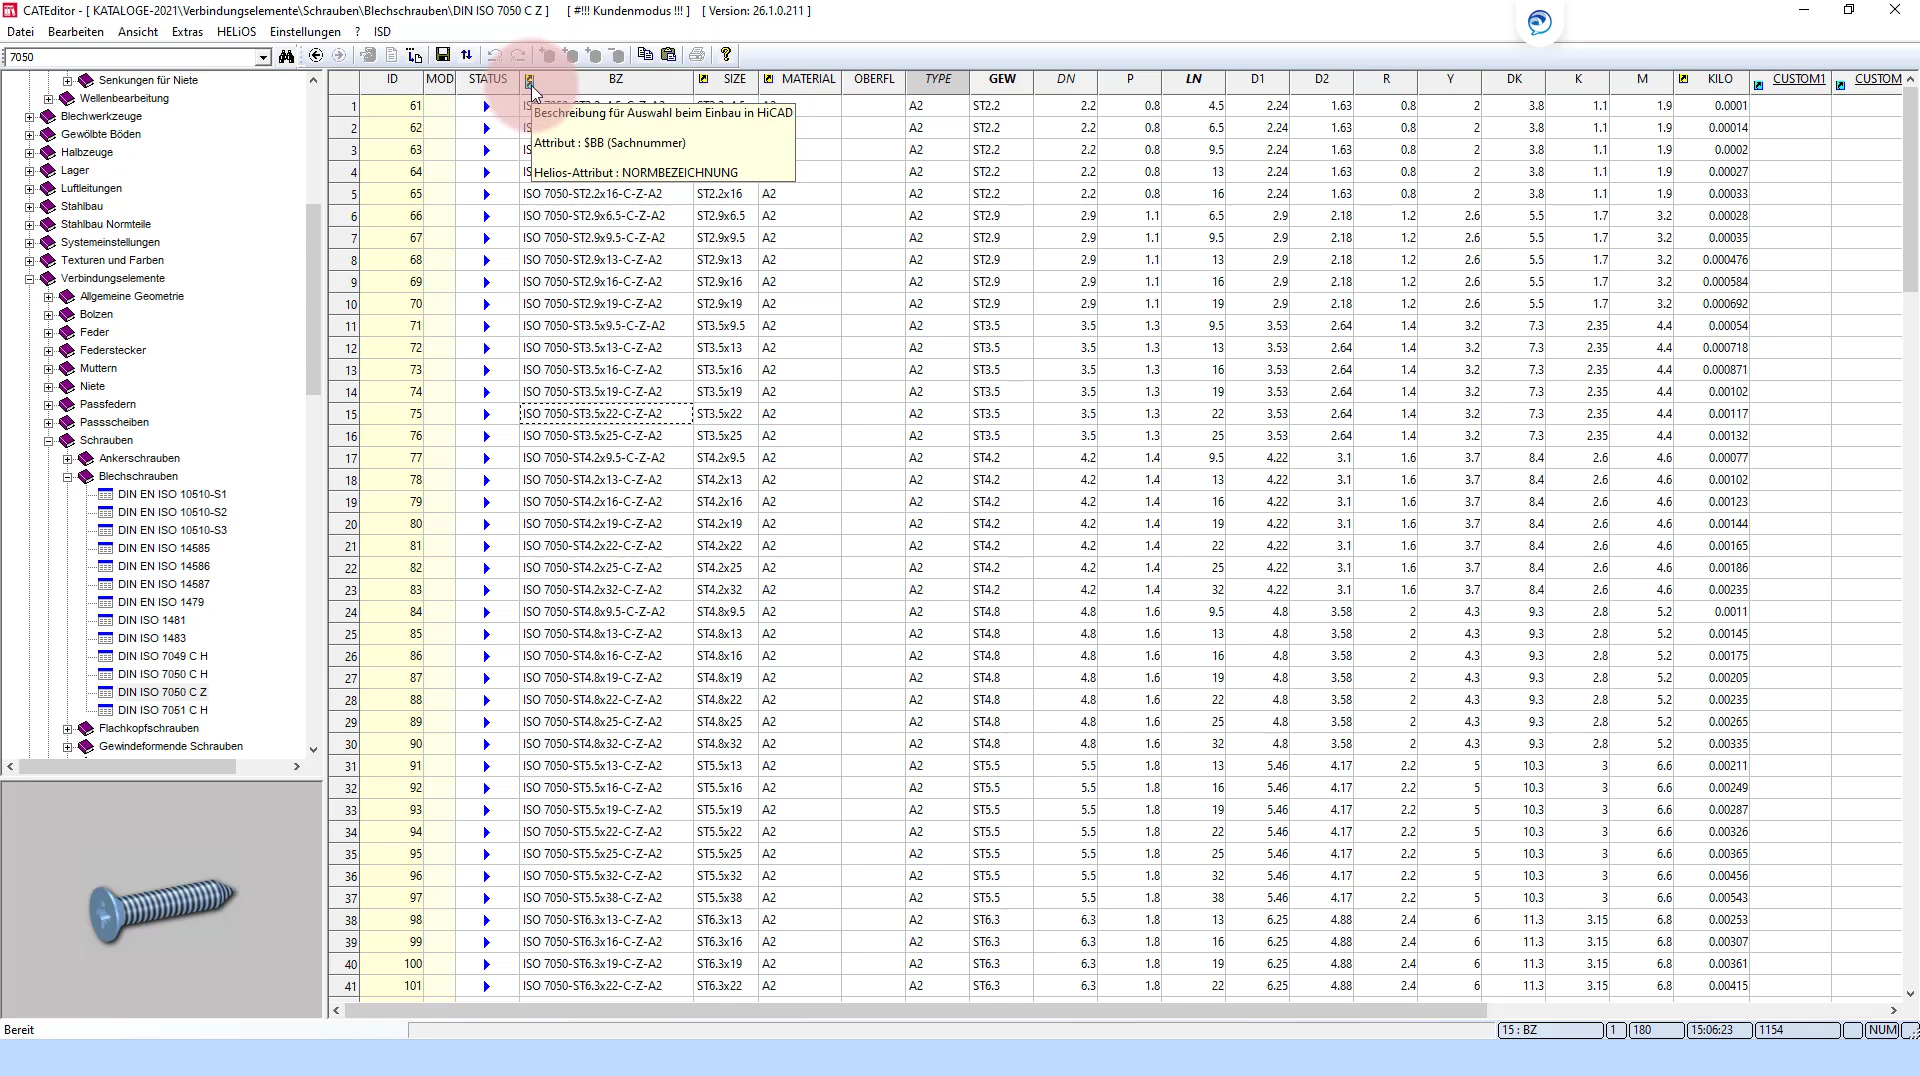 CATEditor - [ KATALOGE-2021\Verbindungselemente\Schrauben\Blechschrauben\DIN ISO 7050 C Z ] [ #!!! Kundenmodus !!! ] [ Version: 26.1.0.211 ]
Datei Bearbeiten Ansicht Extras HELiOS Einstellungen ? ISD
7050
Senkungen für Niete
Wellenbearbeitung
Blechwerkzeuge
Gewölbte Böden
Halbzeuge
Lager
Luftleitungen
Stahlbau
Stahlbau Normteile
Systemeinstellungen
Texturen und Farben
Verbindungselemente
Allgemeine Geometrie
Bolzen
Feder
Federstecker
Muttern
Niete
Passfedern
Passscheiben
Schrauben
Ankerschrauben
Blechschrauben
DIN EN ISO 10510-S1
DIN EN ISO 10510-S2
DIN EN ISO 10510-S3
DIN EN ISO 14585
DIN EN ISO 14586
DIN EN ISO 14587
DIN EN ISO 1479
DIN ISO 1481
DIN ISO 1483
DIN ISO 7049 C H
DIN ISO 7050 C H
DIN ISO 7050 C Z
DIN ISO 7051 C H
Flachkopfschrauben
Gewindeformende Schrauben
ID MOD STATUS BZ SIZE MATERIAL OBERFL TYPE GEW DN P LN D1 D2 R Y DK K M KILO CUSTOM1 CUSTOM
1 61 A2 ST2.2 2.2 0.8 4.5 2.24 1.63 0.8 2 3.8 1.1 1.9 0.0001
Beschreibung für Auswahl beim Einbau in HiCAD
2 62 A2 ST2.2 2.2 0.8 6.5 2.24 1.63 0.8 2 3.8 1.1 1.9 0.00014
Attribut : $BB (Sachnummer)
3 63 A2 ST2.2 2.2 0.8 9.5 2.24 1.63 0.8 2 3.8 1.1 1.9 0.0002
Helios-Attribut : NORMBEZEICHNUNG
4 64 A2 ST2.2 2.2 0.8 13 2.24 1.63 0.8 2 3.8 1.1 1.9 0.00027
5 65 ISO 7050-ST2.2x16-C-Z-A2 ST2.2x16 A2 A2 ST2.2 2.2 0.8 16 2.24 1.63 0.8 2 3.8 1.1 1.9 0.00033
6 66 ISO 7050-ST2.9x6.5-C-Z-A2 ST2.9x6.5 A2 A2 ST2.9 2.9 1.1 6.5 2.9 2.18 1.2 2.6 5.5 1.7 3.2 0.00028
7 67 ISO 7050-ST2.9x9.5-C-Z-A2 ST2.9x9.5 A2 A2 ST2.9 2.9 1.1 9.5 2.9 2.18 1.2 2.6 5.5 1.7 3.2 0.00035
8 68 ISO 7050-ST2.9x13-C-Z-A2 ST2.9x13 A2 A2 ST2.9 2.9 1.1 13 2.9 2.18 1.2 2.6 5.5 1.7 3.2 0.000476
9 69 ISO 7050-ST2.9x16-C-Z-A2 ST2.9x16 A2 A2 ST2.9 2.9 1.1 16 2.9 2.18 1.2 2.6 5.5 1.7 3.2 0.000584
10 70 ISO 7050-ST2.9x19-C-Z-A2 ST2.9x19 A2 A2 ST2.9 2.9 1.1 19 2.9 2.18 1.2 2.6 5.5 1.7 3.2 0.000692
11 71 ISO 7050-ST3.5x9.5-C-Z-A2 ST3.5x9.5 A2 A2 ST3.5 3.5 1.3 9.5 3.53 2.64 1.4 3.2 7.3 2.35 4.4 0.00054
12 72 ISO 7050-ST3.5x13-C-Z-A2 ST3.5x13 A2 A2 ST3.5 3.5 1.3 13 3.53 2.64 1.4 3.2 7.3 2.35 4.4 0.000718
13 73 ISO 7050-ST3.5x16-C-Z-A2 ST3.5x16 A2 A2 ST3.5 3.5 1.3 16 3.53 2.64 1.4 3.2 7.3 2.35 4.4 0.000871
14 74 ISO 7050-ST3.5x19-C-Z-A2 ST3.5x19 A2 A2 ST3.5 3.5 1.3 19 3.53 2.64 1.4 3.2 7.3 2.35 4.4 0.00102
15 75 ISO 7050-ST3.5x22-C-Z-A2 ST3.5x22 A2 A2 ST3.5 3.5 1.3 22 3.53 2.64 1.4 3.2 7.3 2.35 4.4 0.00117
16 76 ISO 7050-ST3.5x25-C-Z-A2 ST3.5x25 A2 A2 ST3.5 3.5 1.3 25 3.53 2.64 1.4 3.2 7.3 2.35 4.4 0.00132
17 77 ISO 7050-ST4.2x9.5-C-Z-A2 ST4.2x9.5 A2 A2 ST4.2 4.2 1.4 9.5 4.22 3.1 1.6 3.7 8.4 2.6 4.6 0.00077
18 78 ISO 7050-ST4.2x13-C-Z-A2 ST4.2x13 A2 A2 ST4.2 4.2 1.4 13 4.22 3.1 1.6 3.7 8.4 2.6 4.6 0.00102
19 79 ISO 7050-ST4.2x16-C-Z-A2 ST4.2x16 A2 A2 ST4.2 4.2 1.4 16 4.22 3.1 1.6 3.7 8.4 2.6 4.6 0.00123
20 80 ISO 7050-ST4.2x19-C-Z-A2 ST4.2x19 A2 A2 ST4.2 4.2 1.4 19 4.22 3.1 1.6 3.7 8.4 2.6 4.6 0.00144
21 81 ISO 7050-ST4.2x22-C-Z-A2 ST4.2x22 A2 A2 ST4.2 4.2 1.4 22 4.22 3.1 1.6 3.7 8.4 2.6 4.6 0.00165
22 82 ISO 7050-ST4.2x25-C-Z-A2 ST4.2x25 A2 A2 ST4.2 4.2 1.4 25 4.22 3.1 1.6 3.7 8.4 2.6 4.6 0.00186
23 83 ISO 7050-ST4.2x32-C-Z-A2 ST4.2x32 A2 A2 ST4.2 4.2 1.4 32 4.22 3.1 1.6 3.7 8.4 2.6 4.6 0.00235
24 84 ISO 7050-ST4.8x9.5-C-Z-A2 ST4.8x9.5 A2 A2 ST4.8 4.8 1.6 9.5 4.8 3.58 2 4.3 9.3 2.8 5.2 0.0011
25 85 ISO 7050-ST4.8x13-C-Z-A2 ST4.8x13 A2 A2 ST4.8 4.8 1.6 13 4.8 3.58 2 4.3 9.3 2.8 5.2 0.00145
26 86 ISO 7050-ST4.8x16-C-Z-A2 ST4.8x16 A2 A2 ST4.8 4.8 1.6 16 4.8 3.58 2 4.3 9.3 2.8 5.2 0.00175
27 87 ISO 7050-ST4.8x19-C-Z-A2 ST4.8x19 A2 A2 ST4.8 4.8 1.6 19 4.8 3.58 2 4.3 9.3 2.8 5.2 0.00205
28 88 ISO 7050-ST4.8x22-C-Z-A2 ST4.8x22 A2 A2 ST4.8 4.8 1.6 22 4.8 3.58 2 4.3 9.3 2.8 5.2 0.00235
29 89 ISO 7050-ST4.8x25-C-Z-A2 ST4.8x25 A2 A2 ST4.8 4.8 1.6 25 4.8 3.58 2 4.3 9.3 2.8 5.2 0.00265
30 90 ISO 7050-ST4.8x32-C-Z-A2 ST4.8x32 A2 A2 ST4.8 4.8 1.6 32 4.8 3.58 2 4.3 9.3 2.8 5.2 0.00335
31 91 ISO 7050-ST5.5x13-C-Z-A2 ST5.5x13 A2 A2 ST5.5 5.5 1.8 13 5.46 4.17 2.2 5 10.3 3 6.6 0.00211
32 92 ISO 7050-ST5.5x16-C-Z-A2 ST5.5x16 A2 A2 ST5.5 5.5 1.8 16 5.46 4.17 2.2 5 10.3 3 6.6 0.00249
33 93 ISO 7050-ST5.5x19-C-Z-A2 ST5.5x19 A2 A2 ST5.5 5.5 1.8 19 5.46 4.17 2.2 5 10.3 3 6.6 0.00287
34 94 ISO 7050-ST5.5x22-C-Z-A2 ST5.5x22 A2 A2 ST5.5 5.5 1.8 22 5.46 4.17 2.2 5 10.3 3 6.6 0.00326
35 95 ISO 7050-ST5.5x25-C-Z-A2 ST5.5x25 A2 A2 ST5.5 5.5 1.8 25 5.46 4.17 2.2 5 10.3 3 6.6 0.00365
36 96 ISO 7050-ST5.5x32-C-Z-A2 ST5.5x32 A2 A2 ST5.5 5.5 1.8 32 5.46 4.17 2.2 5 10.3 3 6.6 0.00456
37 97 ISO 7050-ST5.5x38-C-Z-A2 ST5.5x38 A2 A2 ST5.5 5.5 1.8 38 5.46 4.17 2.2 5 10.3 3 6.6 0.00543
38 98 ISO 7050-ST6.3x13-C-Z-A2 ST6.3x13 A2 A2 ST6.3 6.3 1.8 13 6.25 4.88 2.4 6 11.3 3.15 6.8 0.00253
39 99 ISO 7050-ST6.3x16-C-Z-A2 ST6.3x16 A2 A2 ST6.3 6.3 1.8 16 6.25 4.88 2.4 6 11.3 3.15 6.8 0.00307
40 100 ISO 7050-ST6.3x19-C-Z-A2 ST6.3x19 A2 A2 ST6.3 6.3 1.8 19 6.25 4.88 2.4 6 11.3 3.15 6.8 0.00361
41 101 ISO 7050-ST6.3x22-C-Z-A2 ST6.3x22 A2 A2 ST6.3 6.3 1.8 22 6.25 4.88 2.4 6 11.3 3.15 6.8 0.00415
Bereit 15 : BZ 1 180 15:06:23 1154 NUM